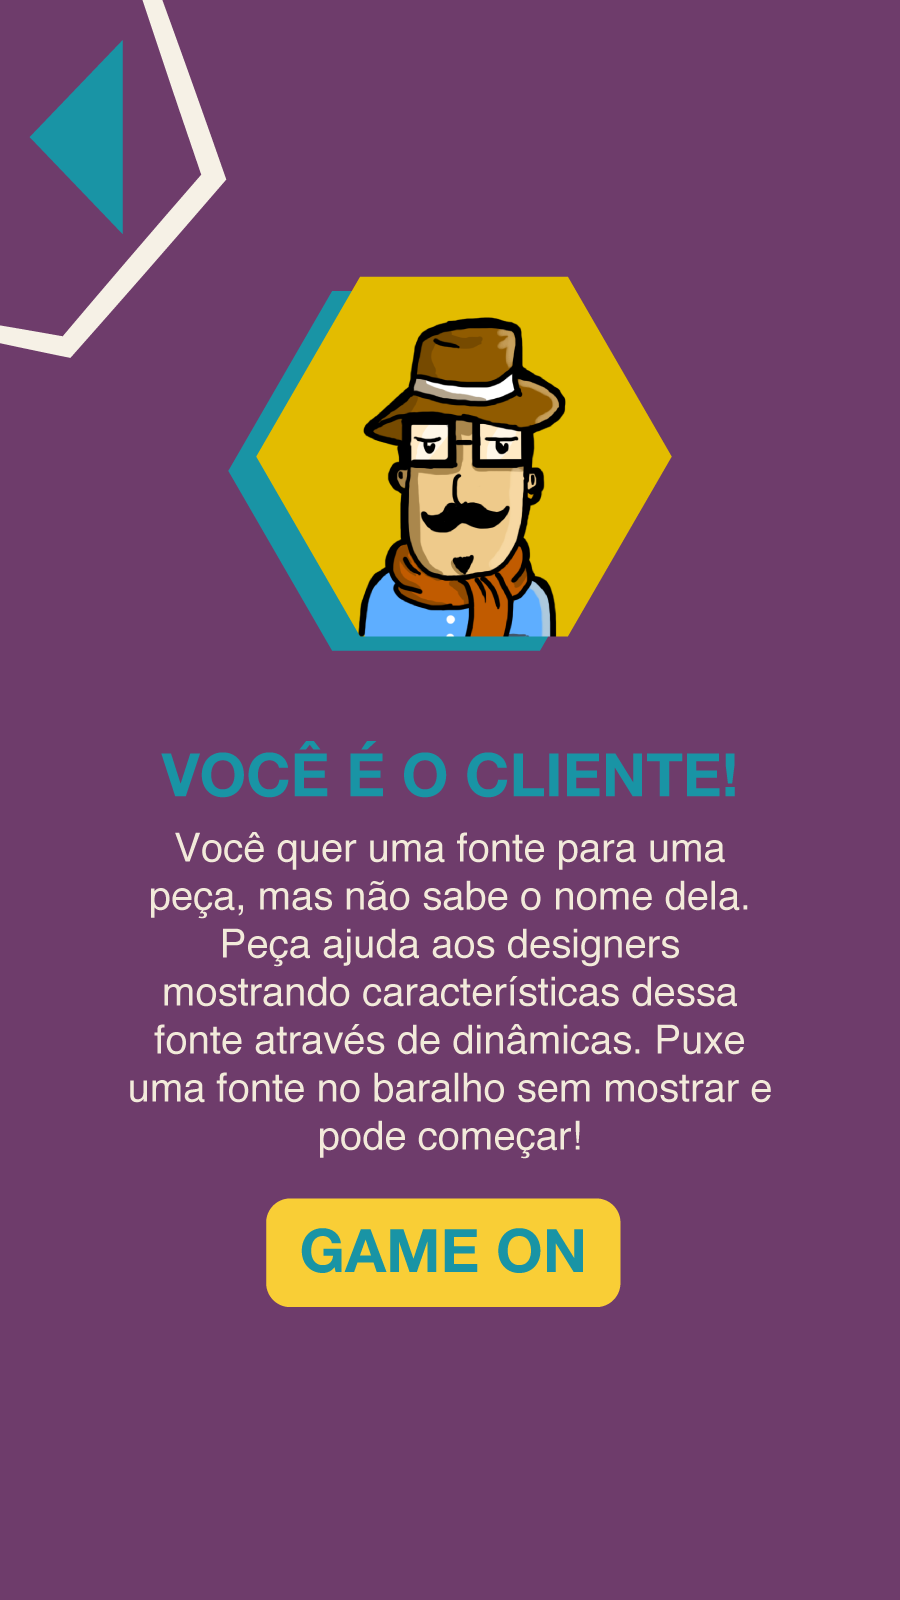 VOCÊ É O CLIENTE!
Você quer uma fonte para uma
peça, mas não sabe o nome dela.
Peça ajuda aos designers
mostrando características dessa
fonte através de dinâmicas. Puxe
uma fonte no baralho sem mostrar e
pode começar!
GAME ON